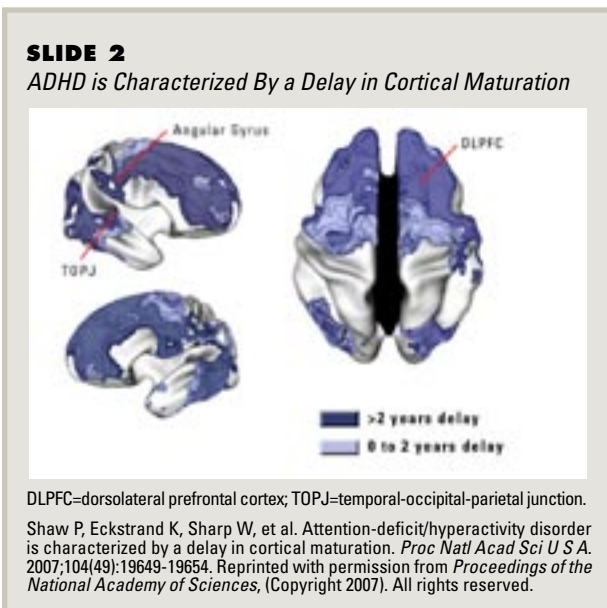 SLIDE 2
ADHD is Characterized By a Delay in Cortical Maturation
Angular Gyrus
DLPFC
TOPJ
>2 years delay
0 to 2 years delay
DLPFC=dorsolateral prefrontal cortex; TOPJ=temporal-occipital-parietal junction.
Shaw P, Eckstrand K, Sharp W, et al. Attention-deficit/hyperactivity disorder
is characterized by a delay in cortical maturation. Proc Natl Acad Sci U S A.
2007;104(49):19649-19654. Reprinted with permission from Proceedings of the
National Academy of Sciences, (Copyright 2007). All rights reserved.